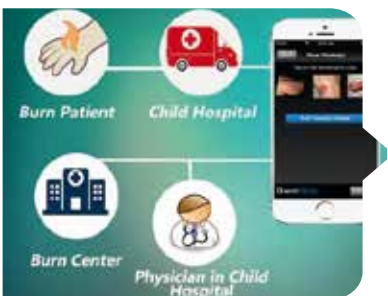 Burn Patient
Child Hospital
Burn Center
Physician in Child
Hospital